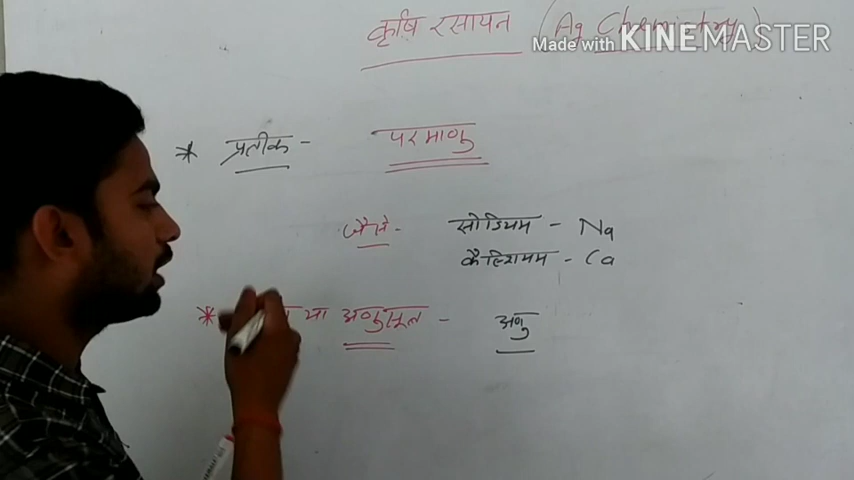 कृषि रसायन (Ag Chemistry)
Made with KINEMASTER
* प्रतीक - परमाणु
जैसे - सोडियम - Na
कैल्शियम - Ca
* या अणुसूत्र - अणु